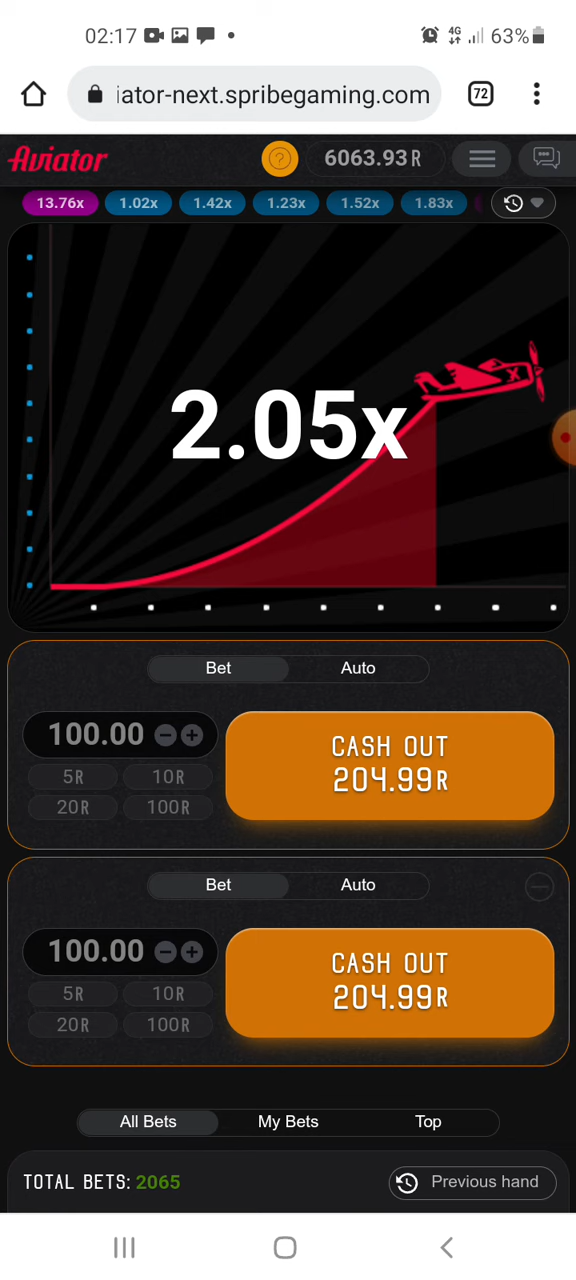 02:17 4G 63%
iator-next.spribegaming.com 72
Aviator ? 6063.93 R
13.76x 1.02x 1.42x 1.23x 1.52x 1.83x
2.05x
X
Bet Auto
100.00
CASH OUT
204.99R
5R 10R
20R 100R
Bet Auto
100.00
CASH OUT
204.99R
5R 10R
20R 100R
All Bets My Bets Top
TOTAL BETS: 2065 Previous hand